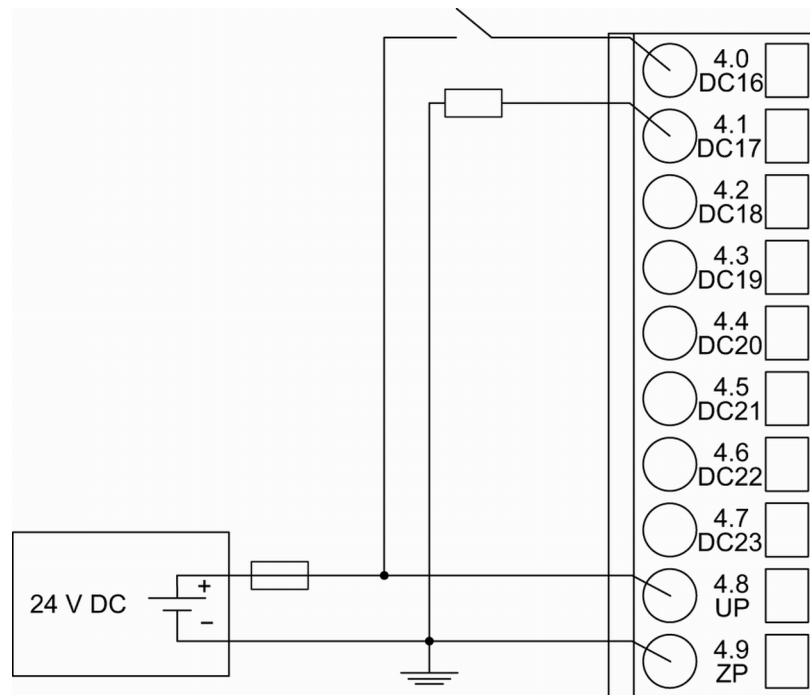 4.0
DC16
4.1
DC17
4.2
DC18
4.3
DC19
4.4
DC20
4.5
DC21
4.6
DC22
4.7
DC23
4.8
UP
4.9
ZP
24 V DC
+
−